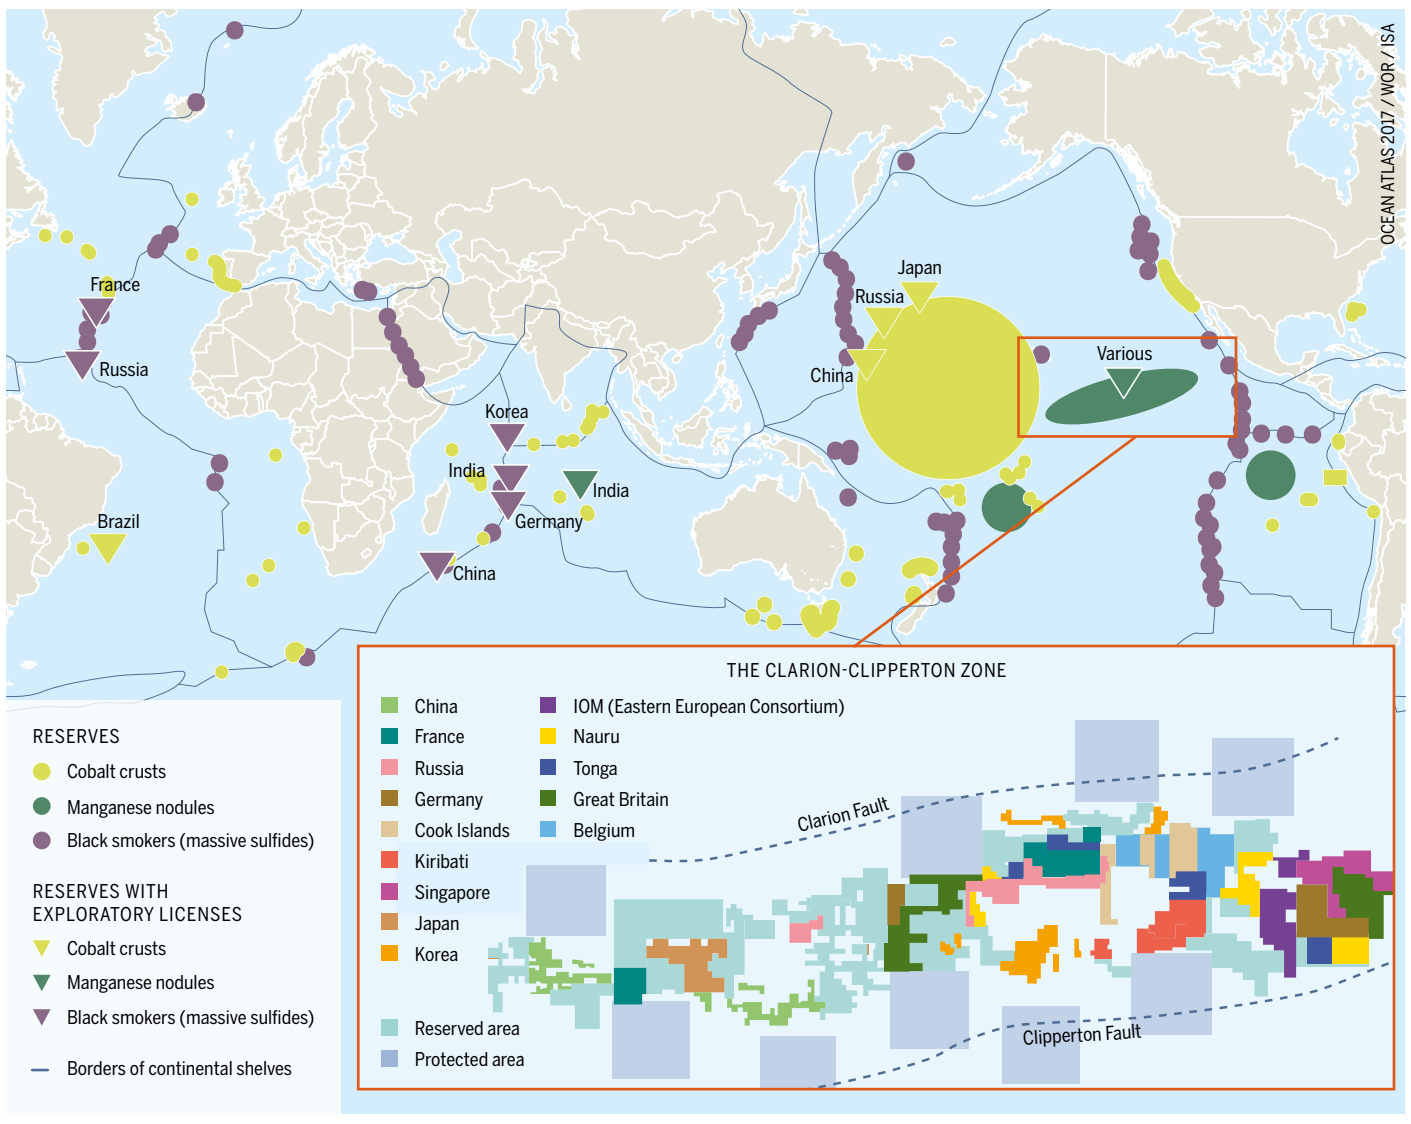 OCEAN ATLAS 2017 / WOR / ISA
France
Russia
Brazil
Korea
India
India
Germany
China
Japan
Russia
China
Various
RESERVES
Cobalt crusts
Manganese nodules
Black smokers (massive sulfides)
RESERVES WITH
EXPLORATORY LICENSES
Cobalt crusts
Manganese nodules
Black smokers (massive sulfides)
Borders of continental shelves
THE CLARION-CLIPPERTON ZONE
China
France
Russia
Germany
Cook Islands
Kiribati
Singapore
Japan
Korea
IOM (Eastern European Consortium)
Nauru
Tonga
Great Britain
Belgium
Reserved area
Protected area
Clarion Fault
Clipperton Fault